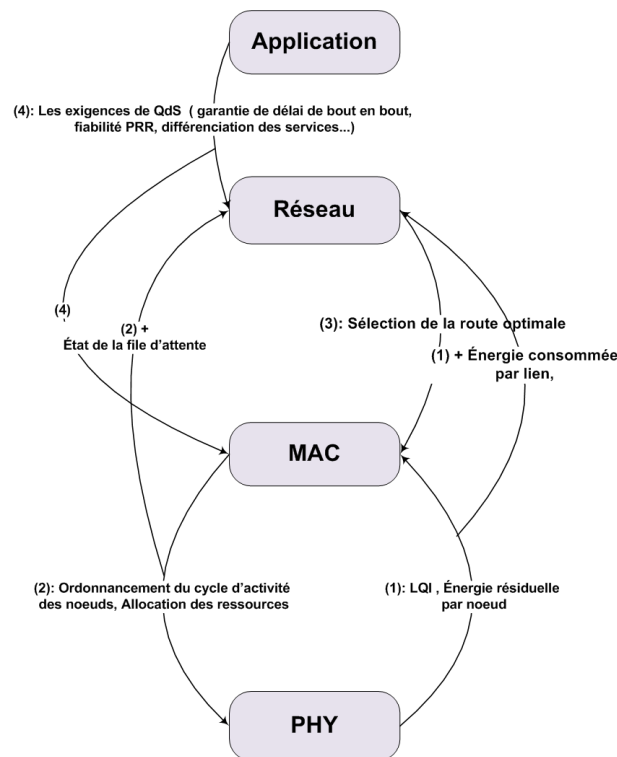 Application
(4): Les exigences de QdS ( garantie de délai de bout en bout,
fiabilité PRR, différenciation des services...)
Réseau
(4)
(2) +
État de la file d'attente
(3): Sélection de la route optimale
(1) + Énergie consommée
par lien,
MAC
(2): Ordonnancement du cycle d'activité
des noeuds, Allocation des ressources
(1): LQI , Énergie résiduelle
par noeud
PHY